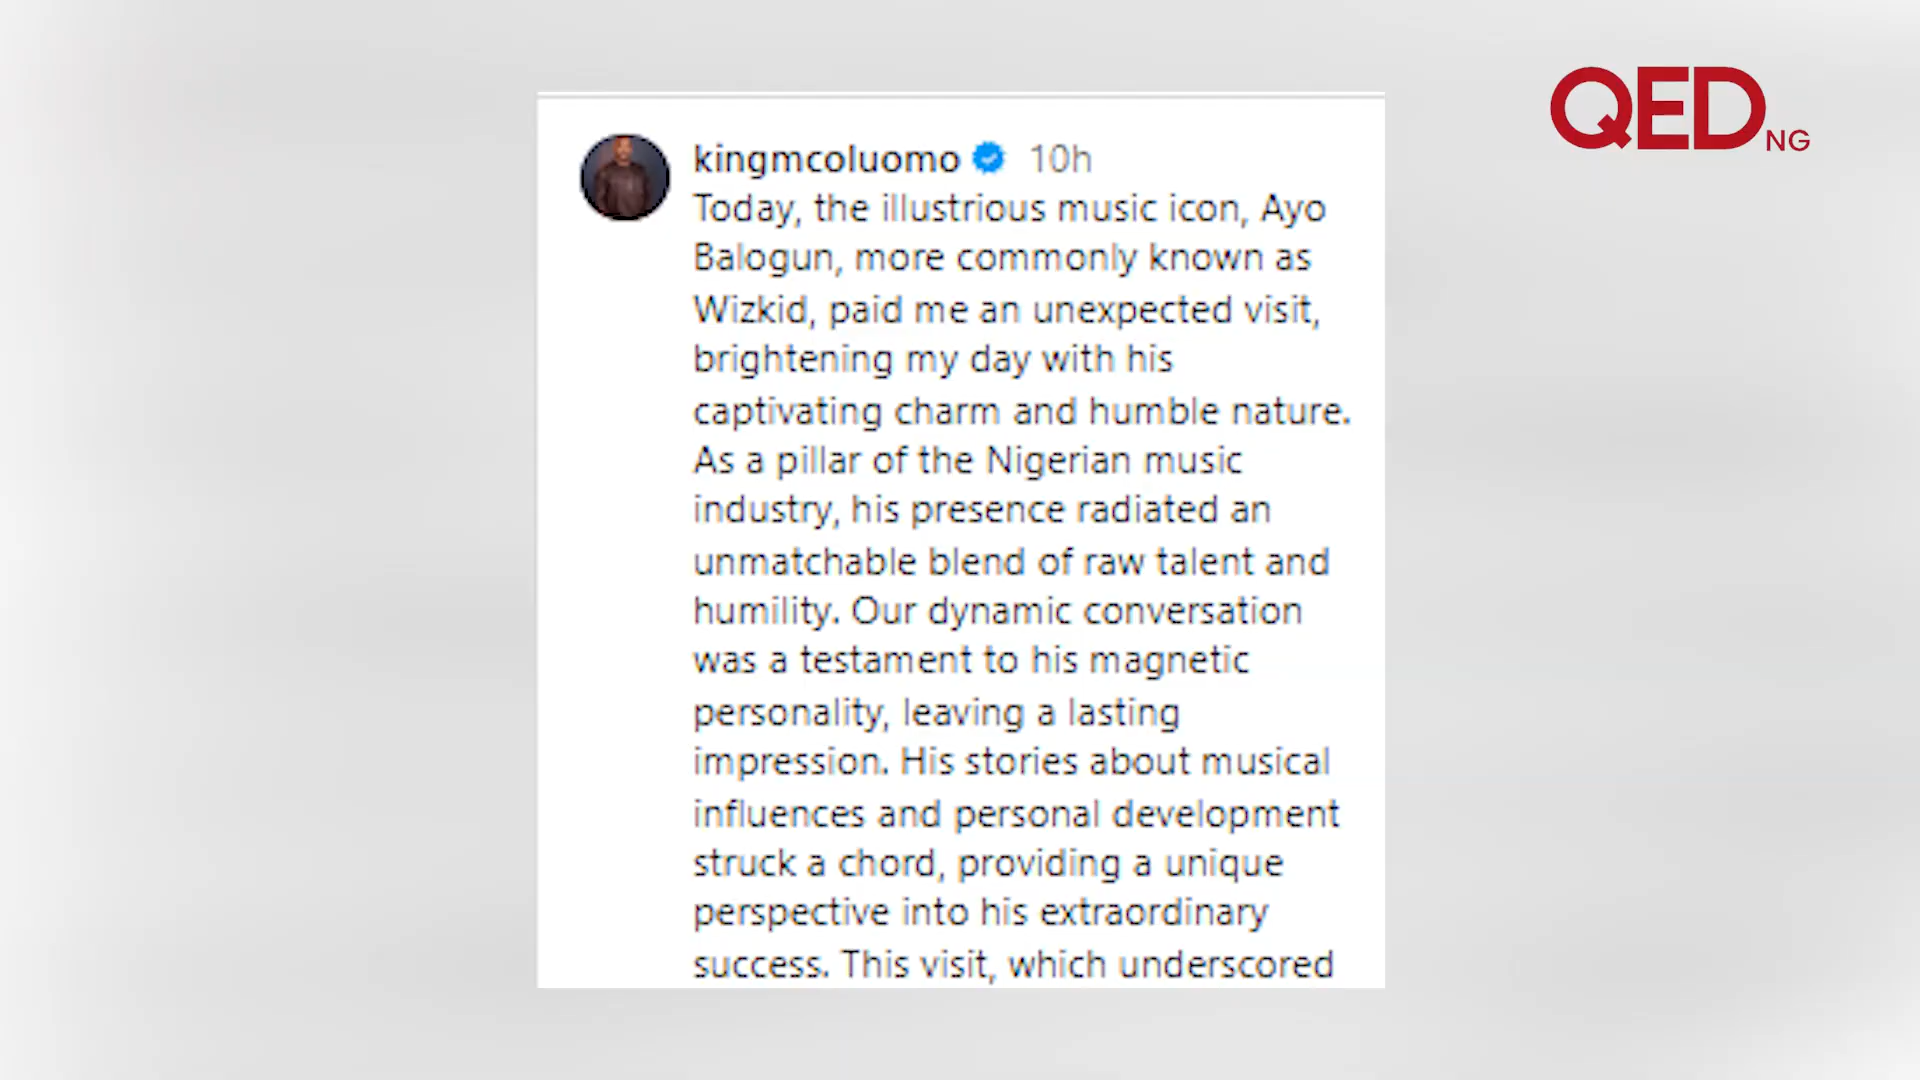 QED NG
kingmcoluomo 10h
Today, the illustrious music icon, Ayo
Balogun, more commonly known as
Wizkid, paid me an unexpected visit,
brightening my day with his
captivating charm and humble nature.
As a pillar of the Nigerian music
industry, his presence radiated an
unmatchable blend of raw talent and
humility. Our dynamic conversation
was a testament to his magnetic
personality, leaving a lasting
impression. His stories about musical
influences and personal development
struck a chord, providing a unique
perspective into his extraordinary
success. This visit, which underscored